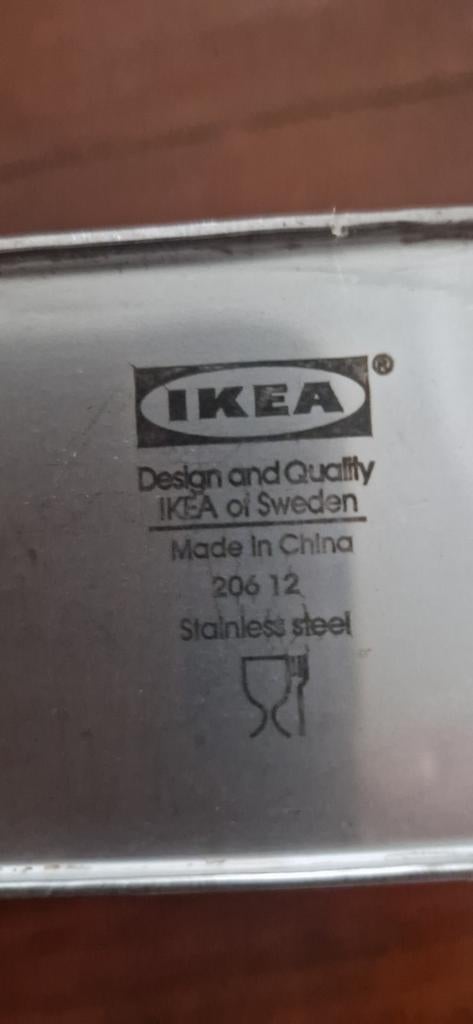 IKEA®
Design and Quality
IKEA of Sweden
Made in China
206 12
Stainless steel